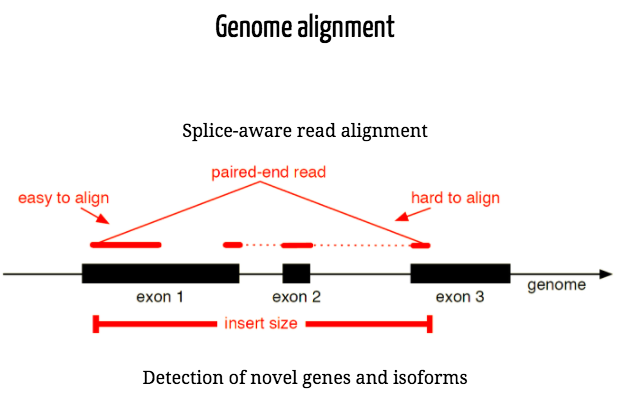 Genome alignment
Splice-aware read alignment
paired-end read
easy to align
hard to align
genome
exon 1
exon 2
exon 3
insert size
Detection of novel genes and isoforms